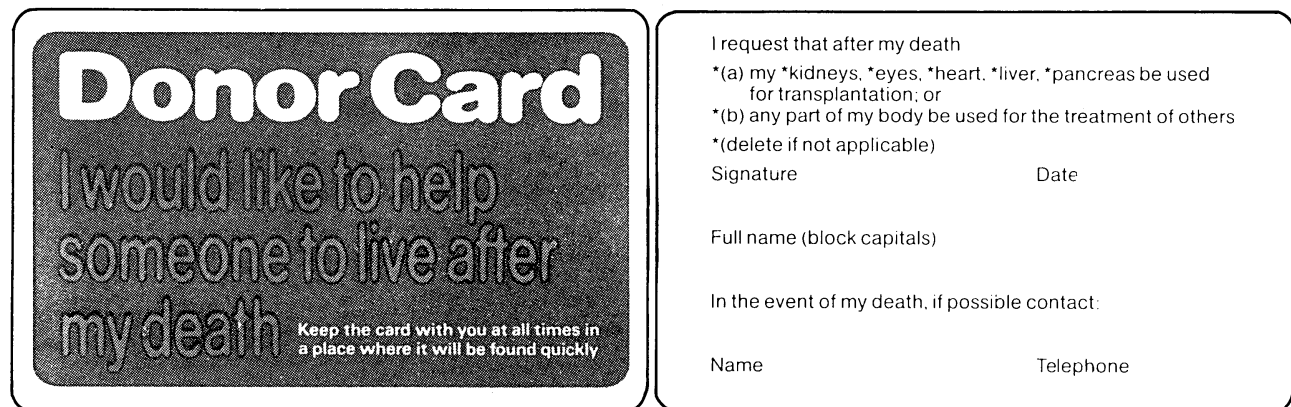 Donor Card
I would like to help
someone to live after
my death
Keep the card with you at all times in
a place where it will be found quickly
I request that after my death
*(a) my *kidneys, *eyes, *heart, *liver, *pancreas be used
for transplantation; or
*(b) any part of my body be used for the treatment of others
*(delete if not applicable)
Signature Date
Full name (block capitals)
In the event of my death, if possible contact:
Name Telephone